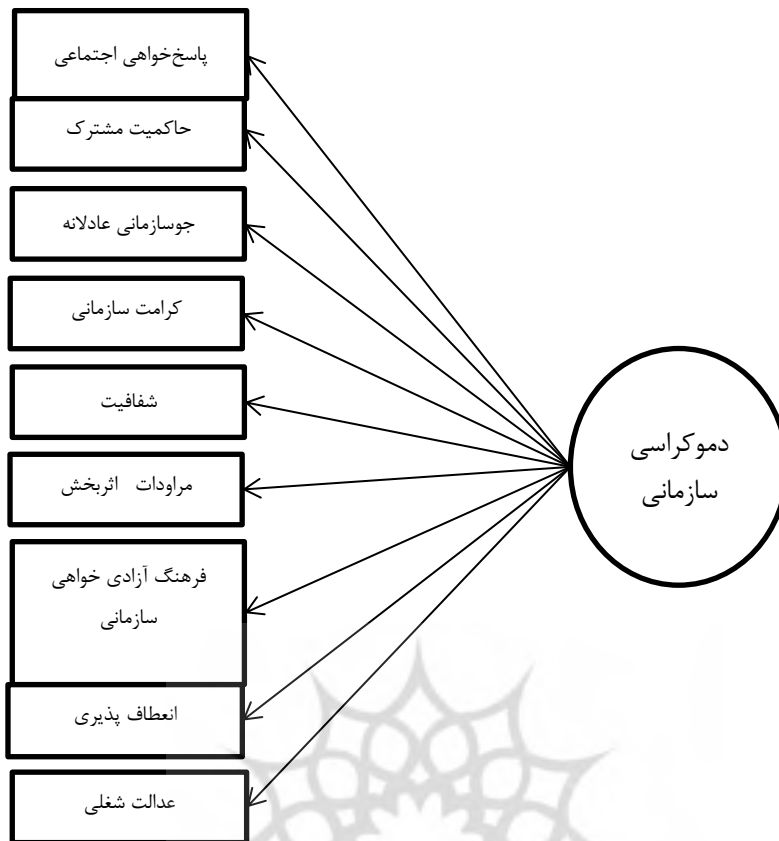 پاسخ‌خواهی اجتماعی
حاکمیت مشترک
جوسازمانی عادلانه
کرامت سازمانی
شفافیت
مراودات اثربخش
فرهنگ آزادی خواهی
سازمانی
انعطاف پذیری
عدالت شغلی
دموکراسی
سازمانی